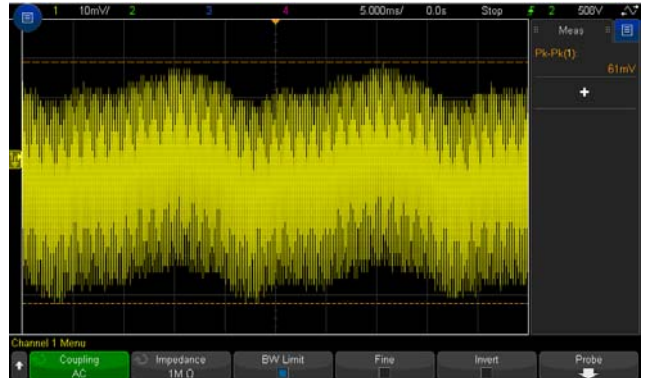 1 10mV/ 2 3 4 5.000ms/ 0.0s Stop 2 508V
Meas
Pk-Pk(1):
61mV
+
Channel 1 Menu
Coupling Impedance BW Limit Fine Invert Probe
AC 1M Ω